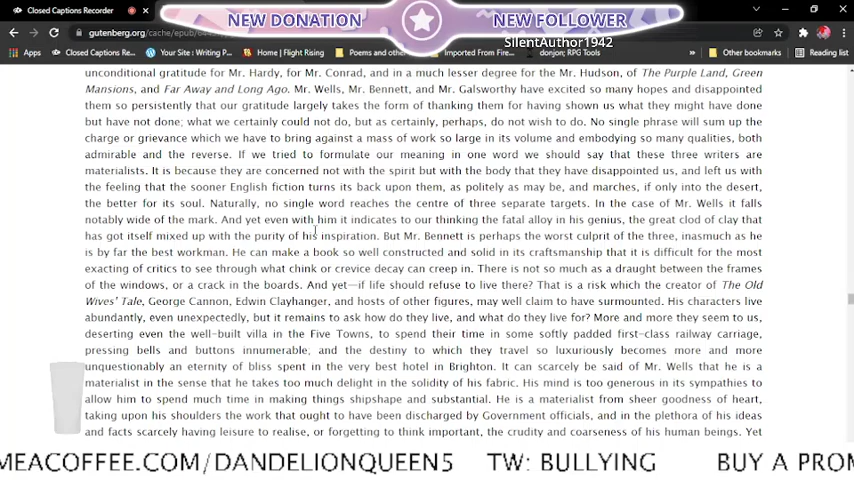 Closed Captions Recorder
NEW DONATION
NEW FOLLOWER
SilentAuthor1942
Apps
Closed Captions Rec...
Your Site : Writing P...
Home | Flight Rising
Poems and othe
Imported From Fire...
donjon; RPG Tools
Other bookmarks
Reading list
unconditional gratitude for Mr. Hardy, for Mr. Conrad, and in a much lesser degree for the Mr. Hudson, of The Purple Land, Green
Mansions, and Far Away and Long Ago. Mr. Wells, Mr. Bennett, and Mr. Galsworthy have excited so many hopes and disappointed
them so persistently that our gratitude largely takes the form of thanking them for having shown us what they might have done
but have not done; what we certainly could not do, but as certainly, perhaps, do not wish to do. No single phrase will sum up the
charge or grievance which we have to bring against a mass of work so large in its volume and embodying so many qualities, both
admirable and the reverse. If we tried to formulate our meaning in one word we should say that these three writers are
materialists. It is because they are concerned not with the spirit but with the body that they have disappointed us, and left us with
the feeling that the sooner English fiction turns its back upon them, as politely as may be, and marches, if only into the desert,
the better for its soul. Naturally, no single word reaches the centre of three separate targets. In the case of Mr. Wells it falls
notably wide of the mark. And yet even with him it indicates to our thinking the fatal alloy in his genius, the great clod of clay that
has got itself mixed up with the purity of his inspiration. But Mr. Bennett is perhaps the worst culprit of the three, inasmuch as he
is by far the best workman. He can make a book so well constructed and solid in its craftsmanship that it is difficult for the most
exacting of critics to see through what chink or crevice decay can creep in. There is not so much as a draught between the frames
of the windows, or a crack in the boards. And yet—if life should refuse to live there? That is a risk which the creator of The Old
Wives' Tale, George Cannon, Edwin Clayhanger, and hosts of other figures, may well claim to have surmounted. His characters live
abundantly, even unexpectedly, but it remains to ask how do they live, and what do they live for? More and more they seem to us,
deserting even the well-built villa in the Five Towns, to spend their time in some softly padded first-class railway carriage,
pressing bells and buttons innumerable; and the destiny to which they travel so luxuriously becomes more and more
unquestionably an eternity of bliss spent in the very best hotel in Brighton. It can scarcely be said of Mr. Wells that he is a
materialist in the sense that he takes too much delight in the solidity of his fabric. His mind is too generous in its sympathies to
allow him to spend much time in making things shipshape and substantial. He is a materialist from sheer goodness of heart,
taking upon his shoulders the work that ought to have been discharged by Government officials, and in the plethora of his ideas
and facts scarcely having leisure to realise, or forgetting to think important, the crudity and coarseness of his human beings. Yet
MEACOFFEE.COM/DANDELIONQUEEN5 TW: BULLYING BUY A PROM